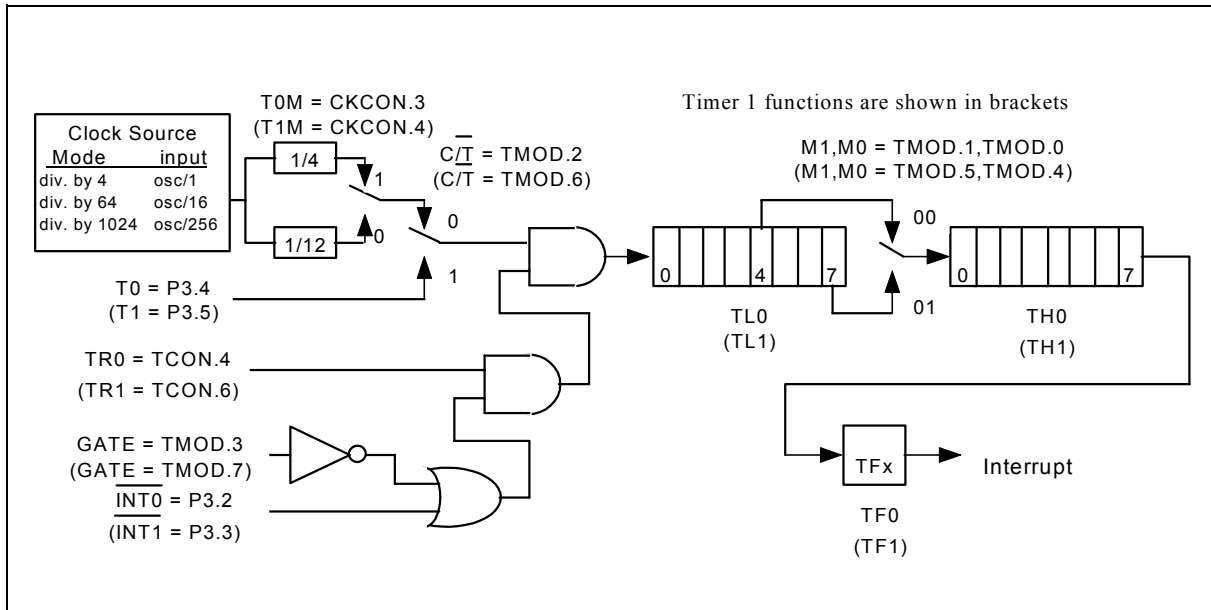 T0M = CKCON.3
(T1M = CKCON.4)
Timer 1 functions are shown in brackets
Clock Source
Mode input
div. by 4 osc/1
div. by 64 osc/16
div. by 1024 osc/256
1/4
1/12
1
0
C/T̅ = TMOD.2
(C/T̅ = TMOD.6)
0
1
M1,M0 = TMOD.1,TMOD.0
(M1,M0 = TMOD.5,TMOD.4)
00
01
0 4 7
TL0
(TL1)
0 7
TH0
(TH1)
T0 = P3.4
(T1 = P3.5)
TR0 = TCON.4
(TR1 = TCON.6)
GATE = TMOD.3
(GATE = TMOD.7)
I̅N̅T̅0̅ = P3.2
(I̅N̅T̅1̅ = P3.3)
TFx
Interrupt
TF0
(TF1)